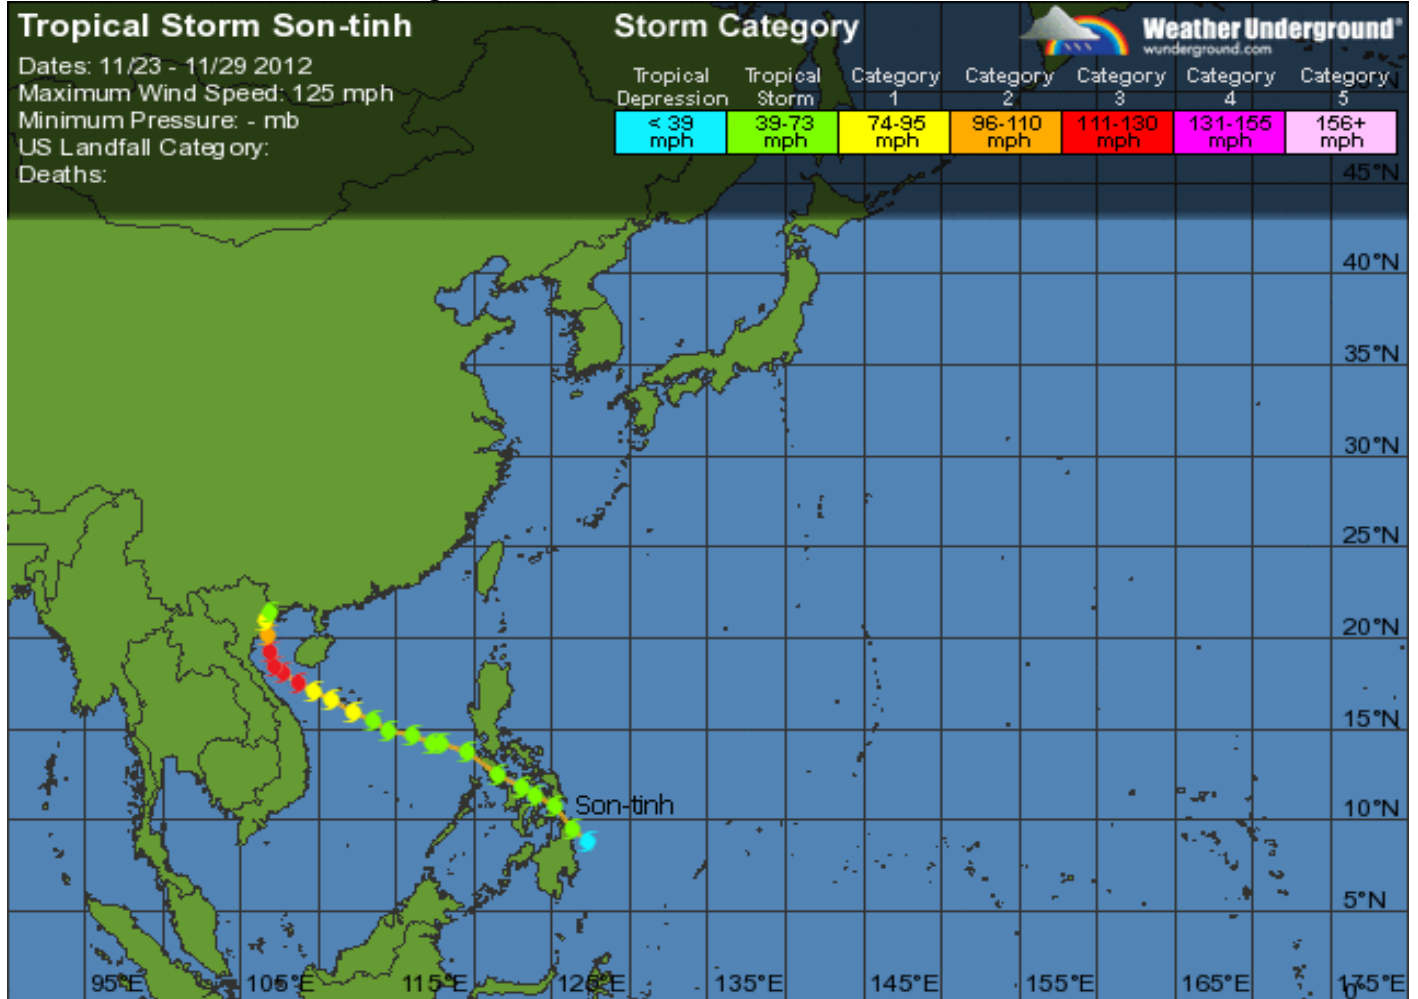 Tropical Storm Son-tinh
Dates: 11/23 - 11/29 2012
Maximum Wind Speed: 125 mph
Minimum Pressure: - mb
US Landfall Category:
Deaths:
Storm Category
Weather Underground®
wunderground.com
Tropical Depression
Tropical Storm
Category 1
Category 2
Category 3
Category 4
Category 5
< 39 mph
39-73 mph
74-95 mph
96-110 mph
111-130 mph
131-155 mph
156+ mph
45°N
40°N
35°N
30°N
25°N
20°N
15°N
Son-tinh
10°N
5°N
95°E 105°E 115°E 125°E 135°E 145°E 155°E 165°E 175°E
0°